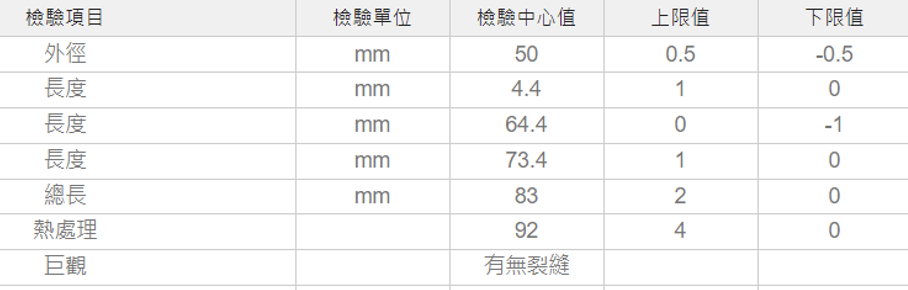 檢驗項目 檢驗單位 檢驗中心值 上限值 下限值
外徑 mm 50 0.5 -0.5
長度 mm 4.4 1 0
長度 mm 64.4 0 -1
長度 mm 73.4 1 0
總長 mm 83 2 0
熱處理 92 4 0
巨觀 有無裂縫